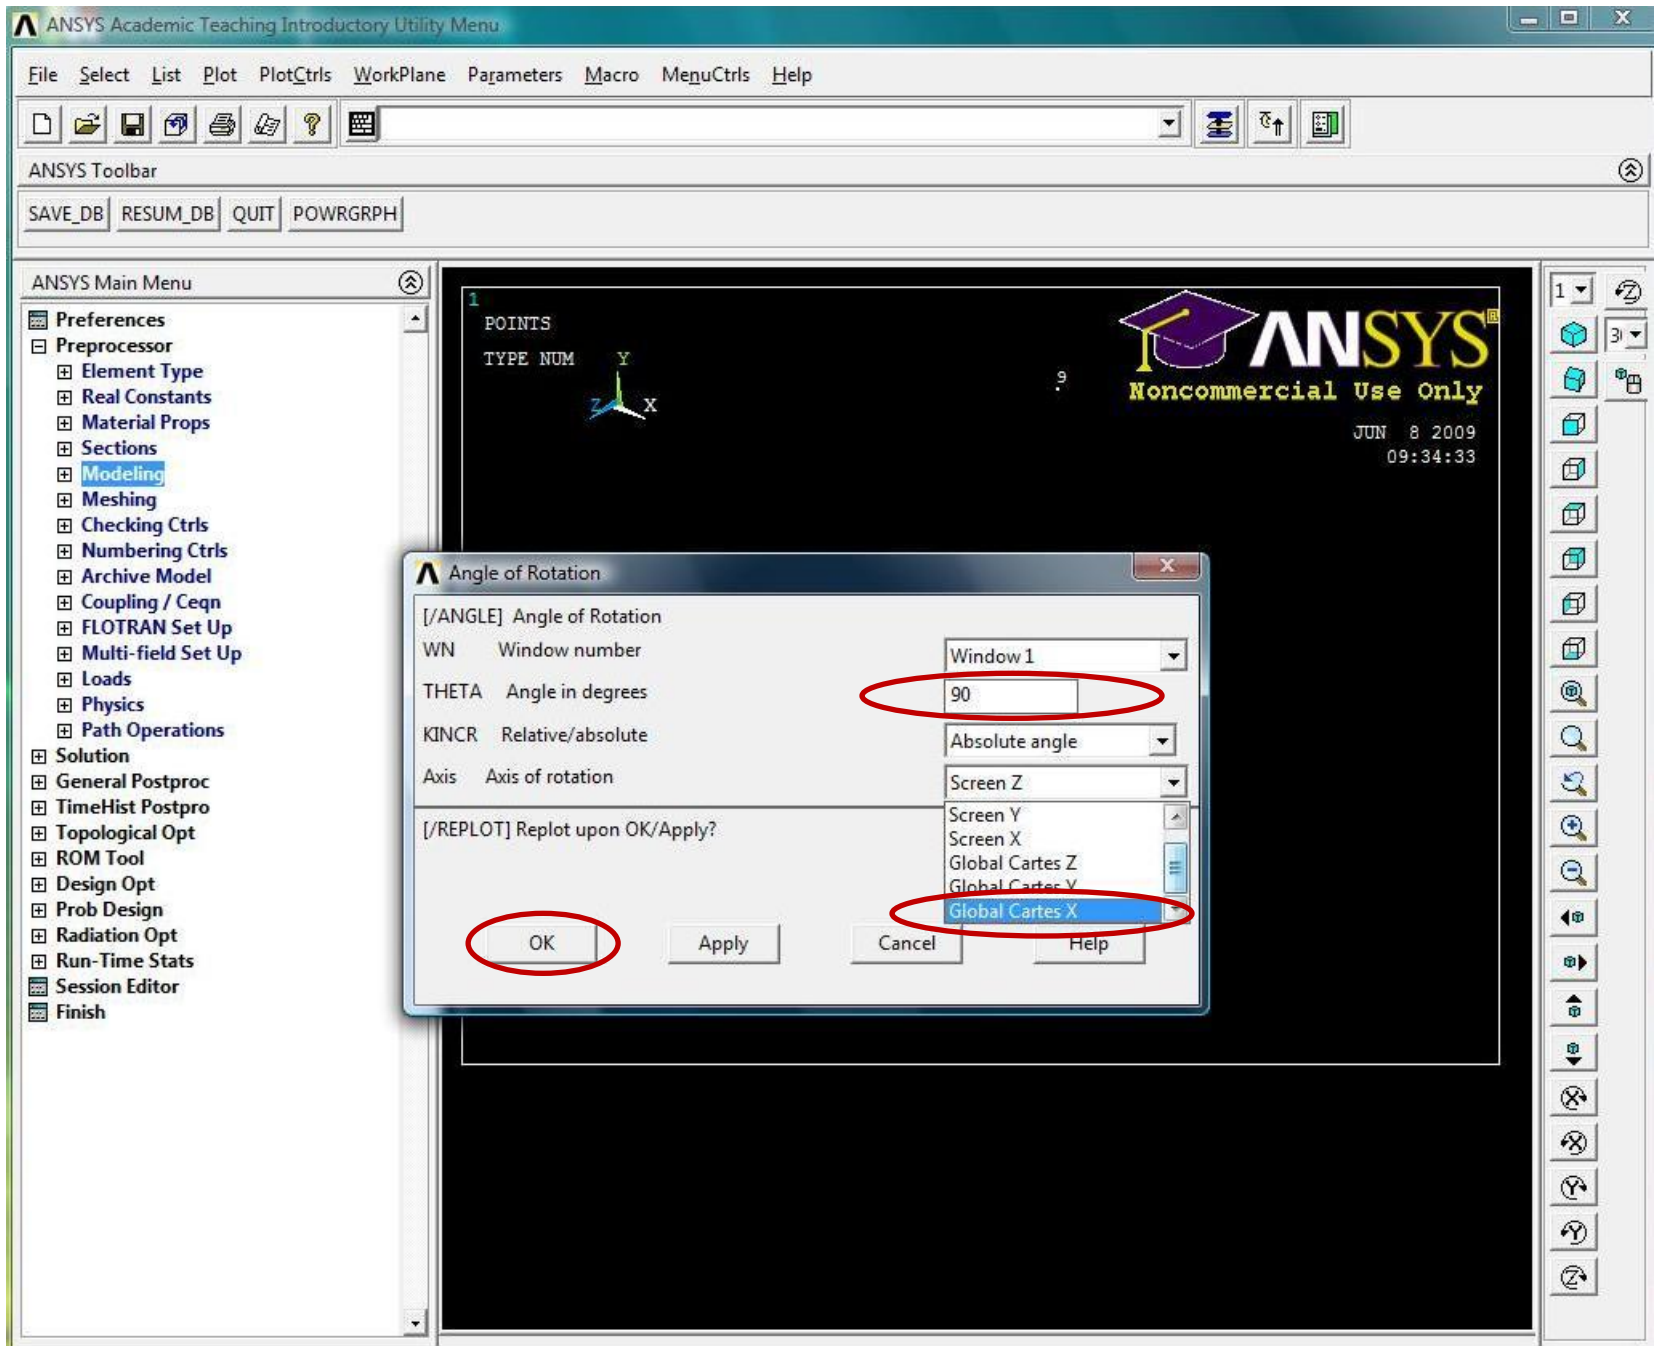 ANSYS Academic Teaching Introductory Utility Menu
File Select List Plot PlotCtrls WorkPlane Parameters Macro MenuCtrls Help
ANSYS Toolbar
SAVE_DB RESUM_DB QUIT POWRGRPH
ANSYS Main Menu
Preferences
Preprocessor
Element Type
Real Constants
Material Props
Sections
Modeling
Meshing
Checking Ctrls
Numbering Ctrls
Archive Model
Coupling / Ceqn
FLOTRAN Set Up
Multi-field Set Up
Loads
Physics
Path Operations
Solution
General Postproc
TimeHist Postpro
Topological Opt
ROM Tool
Design Opt
Prob Design
Radiation Opt
Run-Time Stats
Session Editor
Finish
1
POINTS
TYPE NUM
Y
Z X
9
ANSYS
Noncommercial Use Only
JUN 8 2009
09:34:33
Angle of Rotation
[/ANGLE] Angle of Rotation
WN Window number Window 1
THETA Angle in degrees 90
KINCR Relative/absolute Absolute angle
Axis Axis of rotation Screen Z
Screen Y
Screen X
Global Cartes Z
Global Cartes Y
Global Cartes X
[/REPLOT] Replot upon OK/Apply?
OK Apply Cancel Help
1
Z
X
X
Y
Y
Z